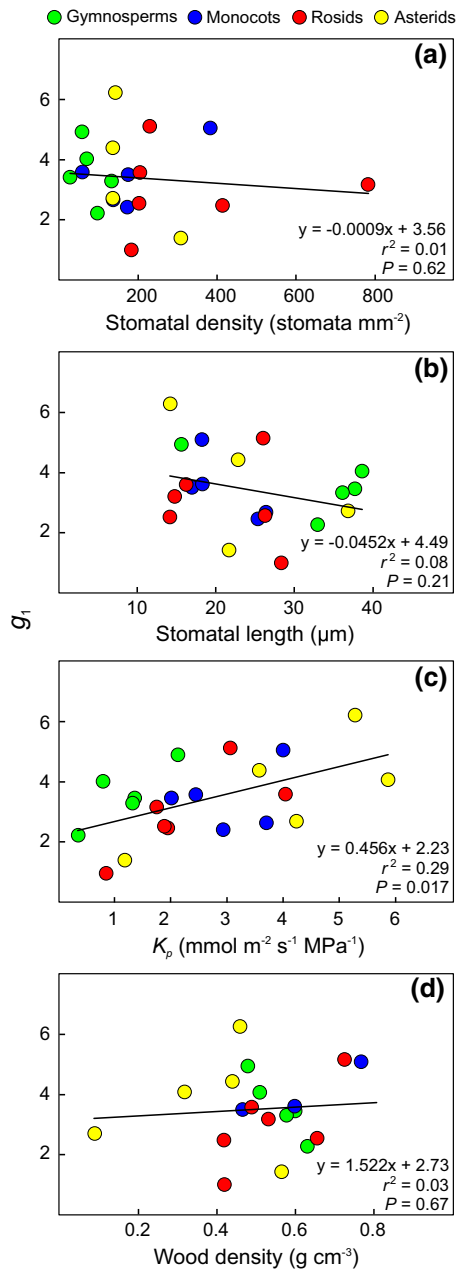 Gymnosperms Monocots Rosids Asterids
(a)
6
4
2
y = -0.0009x + 3.56
r² = 0.01
P = 0.62
200 400 600 800
Stomatal density (stomata mm⁻²)
(b)
6
4
2
y = -0.0452x + 4.49
r² = 0.08
P = 0.21
10 20 30 40
Stomatal length (µm)
g₁
(c)
6
4
2
y = 0.456x + 2.23
r² = 0.29
P = 0.017
1 2 3 4 5 6
Kₚ (mmol m⁻² s⁻¹ MPa⁻¹)
(d)
6
4
2
y = 1.522x + 2.73
r² = 0.03
P = 0.67
0.2 0.4 0.6 0.8
Wood density (g cm⁻³)